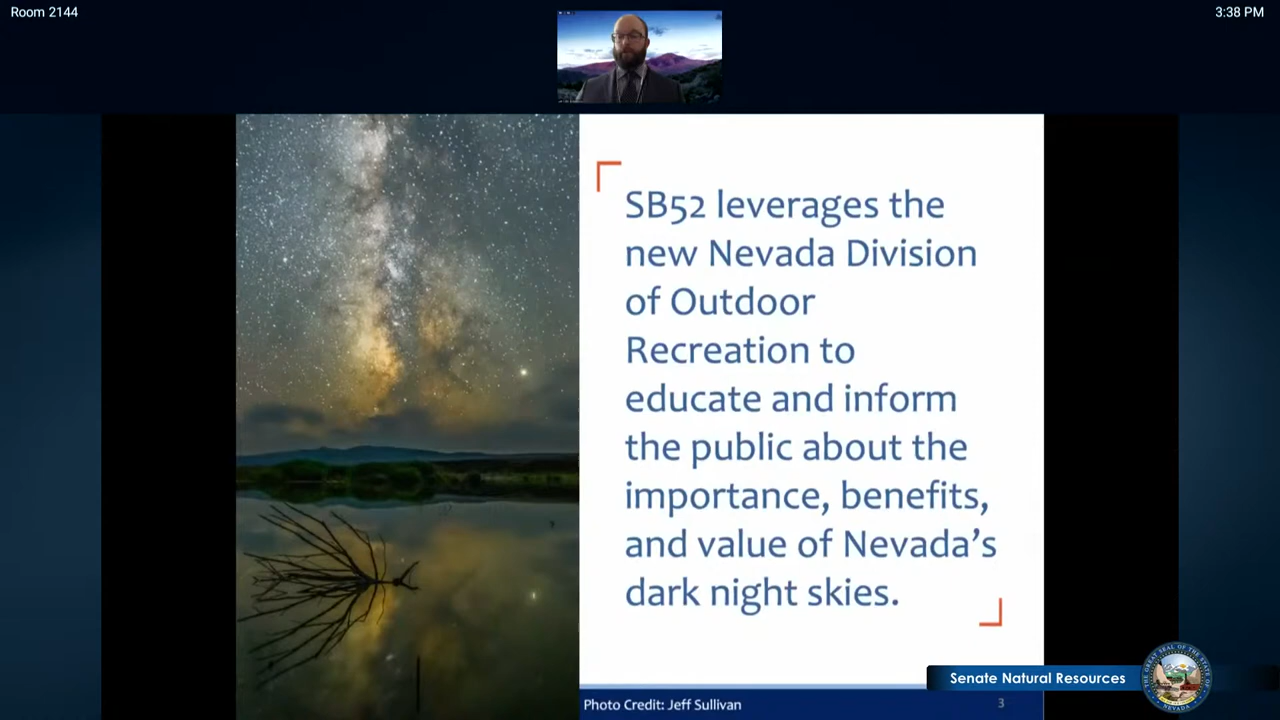 Room 2144
3:38 PM
SB52 leverages the
new Nevada Division
of Outdoor
Recreation to
educate and inform
the public about the
importance, benefits,
and value of Nevada’s
dark night skies.
Senate Natural Resources
Photo Credit: Jeff Sullivan
3